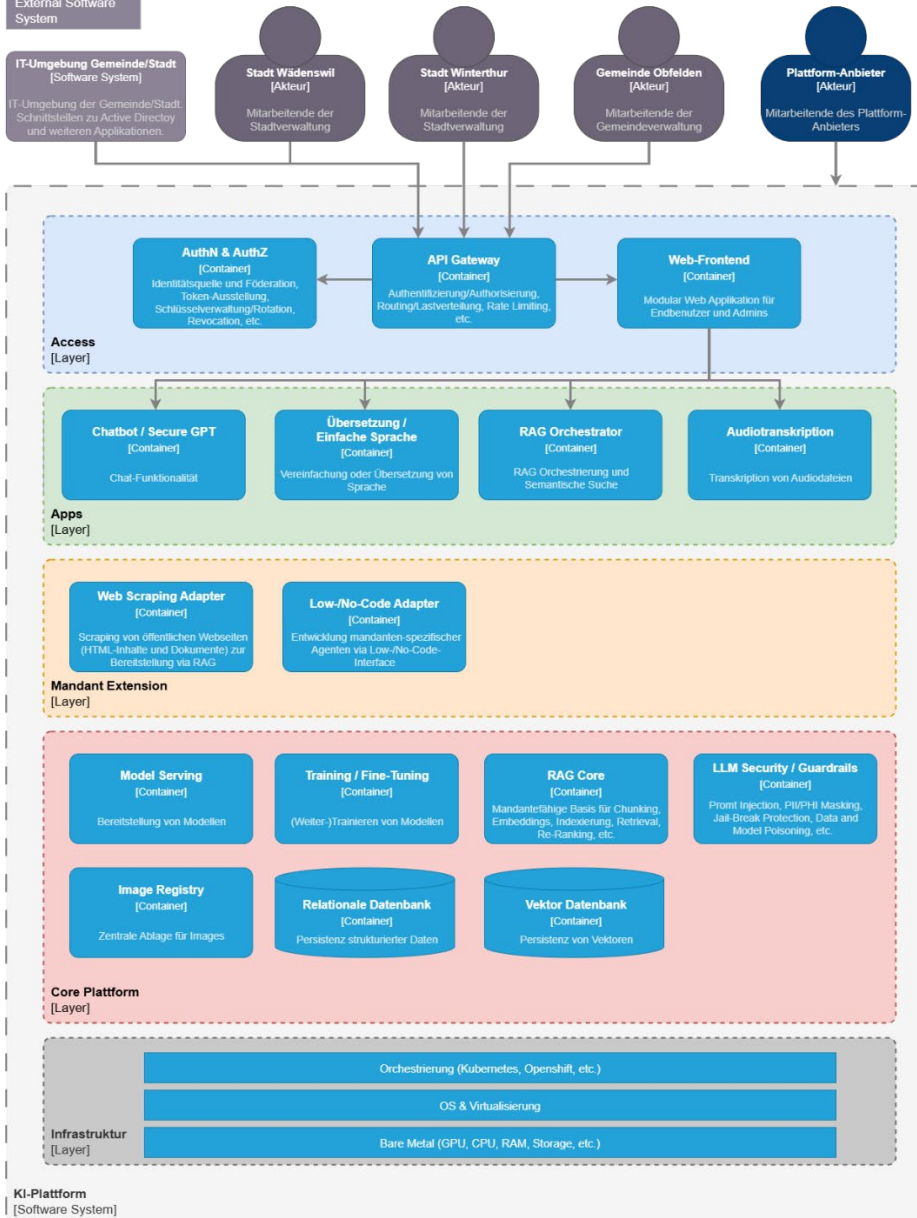 External Software
System
IT-Umgebung Gemeinde/Stadt
[Software System]
IT-Umgebung der Gemeinde/Stadt.
Schnittstellen zu Active Directoy
und weiteren Applikationen.
Stadt Wädenswil
[Akteur]
Mitarbeitende der
Stadtverwaltung
Stadt Winterthur
[Akteur]
Mitarbeitende der
Stadtverwaltung
Gemeinde Obfelden
[Akteur]
Mitarbeitende der
Gemeindeverwaltung
Plattform-Anbieter
[Akteur]
Mitarbeitende des Plattform-
Anbieters
AuthN & AuthZ
[Container]
Identitätsquelle und Föderation,
Token-Ausstellung,
Schlüsselverwaltung/Rotation,
Revocation, etc.
API Gateway
[Container]
Authentifizierung/Authorisierung,
Routing/Lastverteilung, Rate Limiting,
etc.
Web-Frontend
[Container]
Modular Web Applikation für
Endbenutzer und Admins
Access
[Layer]
Chatbot / Secure GPT
[Container]
Chat-Funktionalität
Übersetzung /
Einfache Sprache
[Container]
Vereinfachung oder Übersetzung von
Sprache
RAG Orchestrator
[Container]
RAG Orchestrierung und
Semantische Suche
Audiotranskription
[Container]
Transkription von Audiodateien
Apps
[Layer]
Web Scraping Adapter
[Container]
Scraping von öffentlichen Webseiten
(HTML-Inhalte und Dokumente) zur
Bereitstellung via RAG
Low-/No-Code Adapter
[Container]
Entwicklung mandanten-spezifischer
Agenten via Low-/No-Code-
Interface
Mandant Extension
[Layer]
Model Serving
[Container]
Bereitstellung von Modellen
Training / Fine-Tuning
[Container]
(Weiter-)Trainieren von Modellen
RAG Core
[Container]
Mandantefähige Basis für Chunking,
Embeddings, Indexierung, Retrieval,
Re-Ranking, etc.
LLM Security / Guardrails
[Container]
Promt Injection, PII/PHI Masking,
Jail-Break Protection, Data and
Model Poisoning, etc.
Image Registry
[Container]
Zentrale Ablage für Images
Relationale Datenbank
[Container]
Persistenz strukturierter Daten
Vektor Datenbank
[Container]
Persistenz von Vektoren
Core Plattform
[Layer]
Orchestrierung (Kubernetes, Openshift, etc.)
OS & Virtualisierung
Bare Metal (GPU, CPU, RAM, Storage, etc.)
Infrastruktur
[Layer]
KI-Plattform
[Software System]